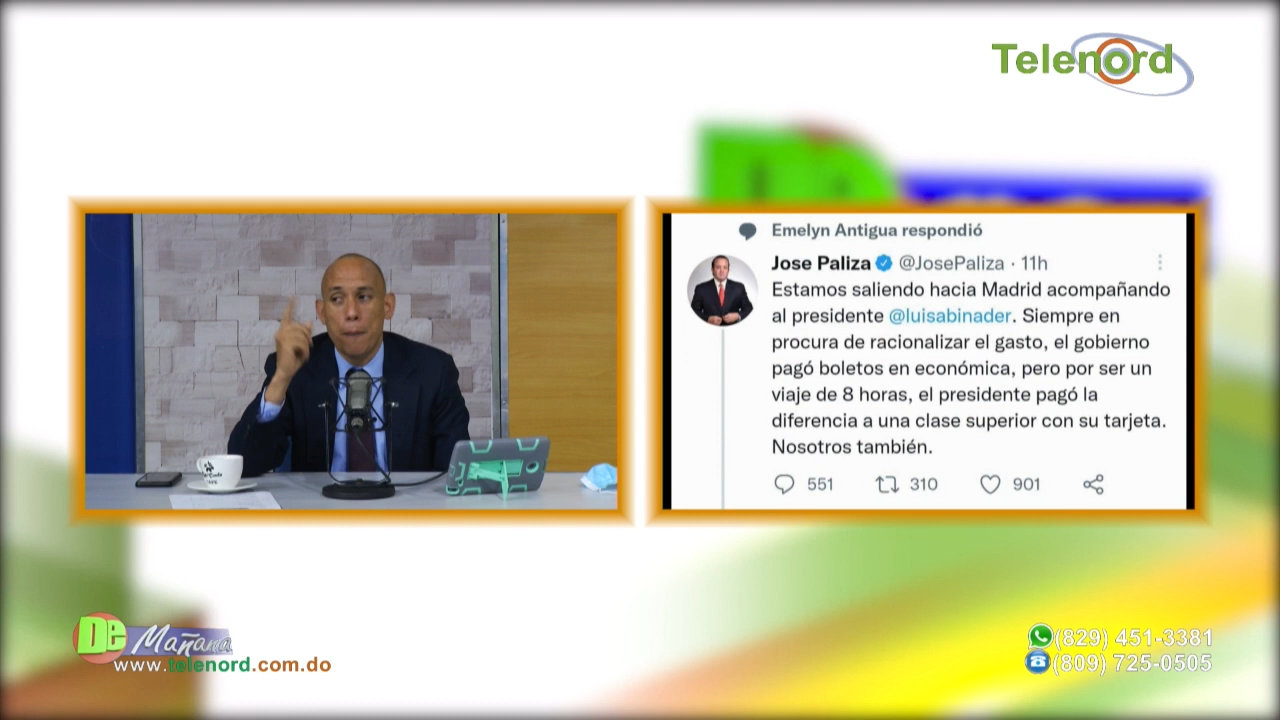 Telenord
Emelyn Antigua respondió
Jose Paliza @JosePaliza · 11h
Estamos saliendo hacia Madrid acompañando
al presidente @luisabinader. Siempre en
procura de racionalizar el gasto, el gobierno
pagó boletos en económica, pero por ser un
viaje de 8 horas, el presidente pagó la
diferencia a una clase superior con su tarjeta.
Nosotros también.
551 310 901
De Mañana
www.telenord.com.do
(829) 451-3381
(809) 725-0505